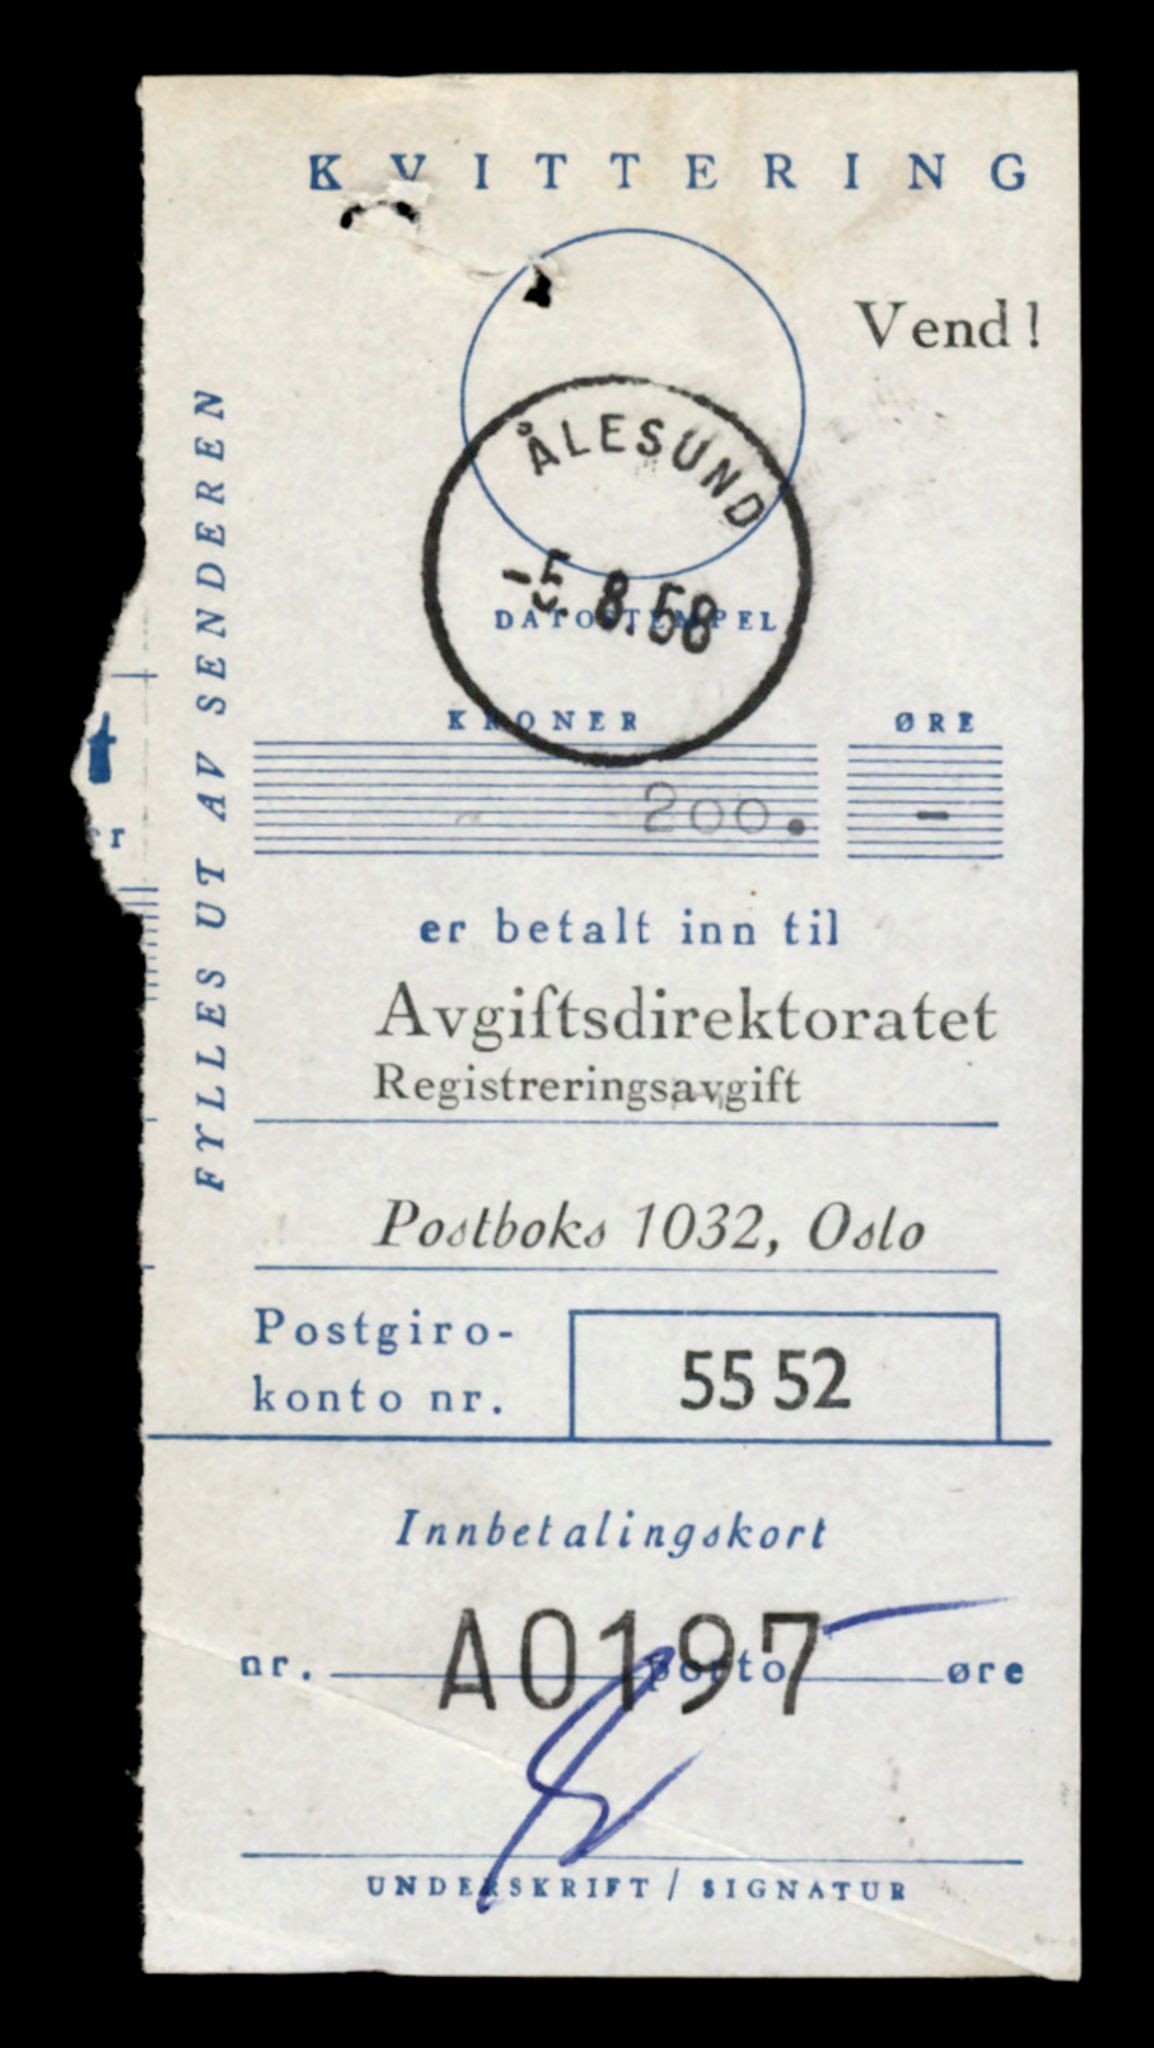 KVITTERING
Vend!
FYLLES UT AV SENDEREN
ÅLESUND
-5. 8.58
DATOSTEMPEL
KRONER ØRE
200. -
er betalt inn til
Avgiftsdirektoratet
Registreringsavgift
Postboks 1032, Oslo
Postgiro-
konto nr.
55 52
Innbetalingskort
A0197
nr. porto øre
UNDERSKRIFT / SIGNATUR